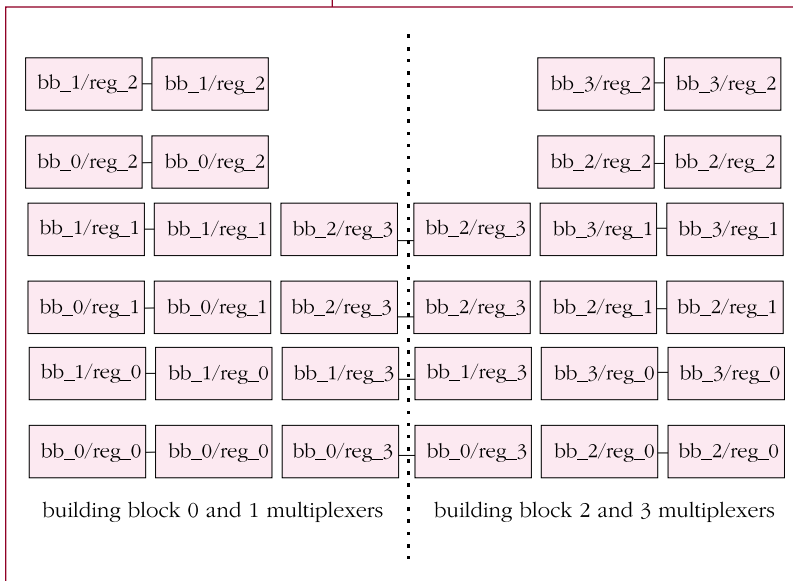 bb_1/reg_2 bb_1/reg_2 bb_3/reg_2 bb_3/reg_2
bb_0/reg_2 bb_0/reg_2 bb_2/reg_2 bb_2/reg_2
bb_1/reg_1 bb_1/reg_1 bb_2/reg_3 bb_2/reg_3 bb_3/reg_1 bb_3/reg_1
bb_0/reg_1 bb_0/reg_1 bb_2/reg_3 bb_2/reg_3 bb_2/reg_1 bb_2/reg_1
bb_1/reg_0 bb_1/reg_0 bb_1/reg_3 bb_1/reg_3 bb_3/reg_0 bb_3/reg_0
bb_0/reg_0 bb_0/reg_0 bb_0/reg_3 bb_0/reg_3 bb_2/reg_0 bb_2/reg_0
building block 0 and 1 multiplexers building block 2 and 3 multiplexers